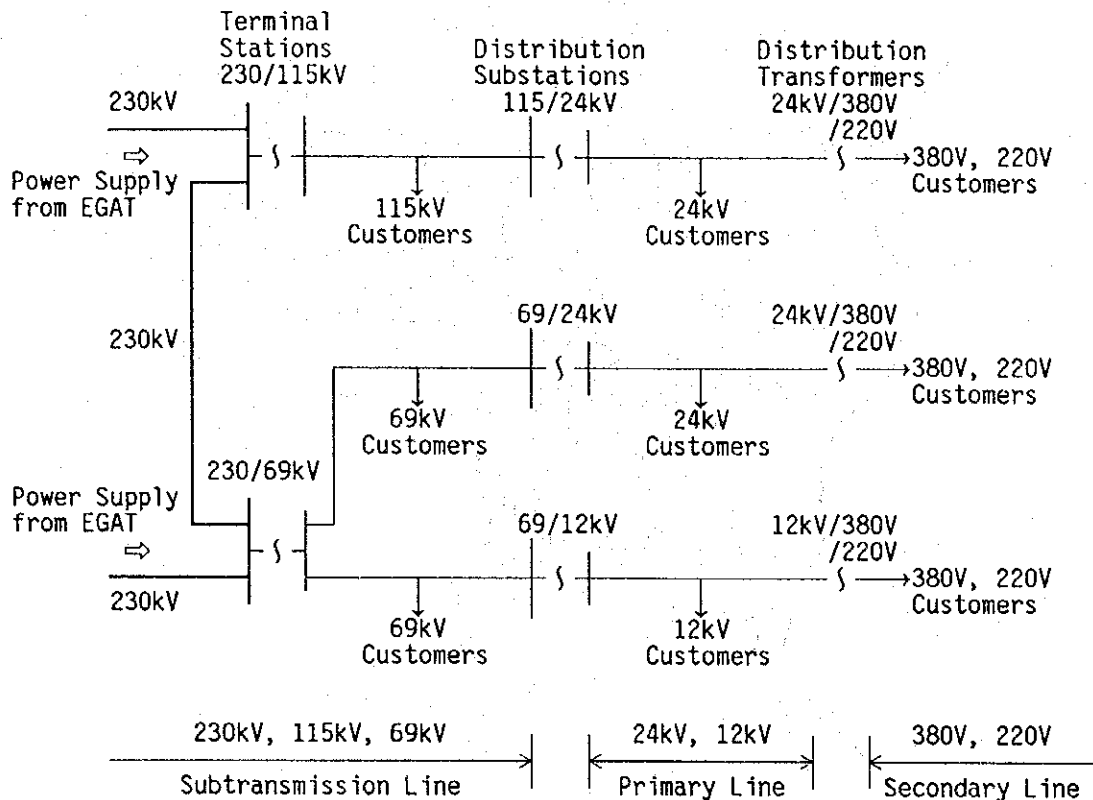 Terminal
Stations
230/115kV
Distribution
Substations
115/24kV
Distribution
Transformers
24kV/380V
/220V
230kV
Power Supply
from EGAT
115kV
Customers
24kV
Customers
380V, 220V
Customers
230kV
69/24kV
24kV/380V
/220V
69kV
Customers
24kV
Customers
380V, 220V
Customers
230/69kV
Power Supply
from EGAT
230kV
69/12kV
12kV/380V
/220V
69kV
Customers
12kV
Customers
380V, 220V
Customers
230kV, 115kV, 69kV
24kV, 12kV
380V, 220V
Subtransmission Line
Primary Line
Secondary Line